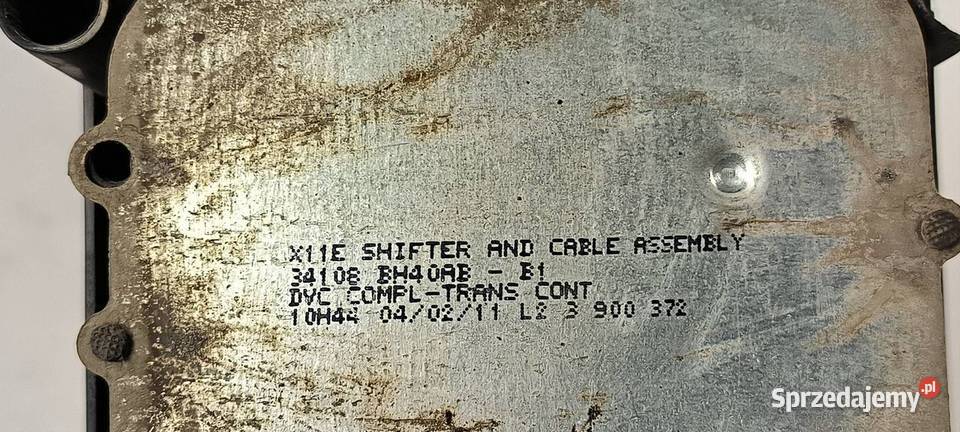 X11E SHIFTER AND CABLE ASSEMBLY
34108 BH40AB - B1
DVC COMPL-TRANS CONT
10H44 04/02/11 L2 3 900 372
Sprzedajemy.pl